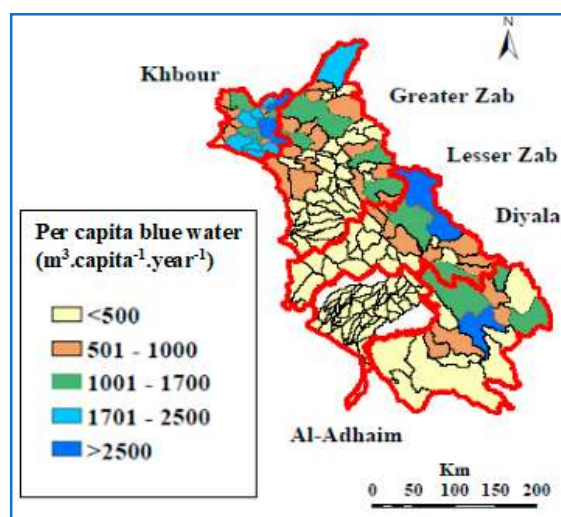 N
Khbour
Greater Zab
Lesser Zab
Diyala
Per capita blue water
(m³.capita⁻¹.year⁻¹)
<500
501 - 1000
1001 - 1700
1701 - 2500
>2500
Al-Adhaim
Km
0 50 100 150 200